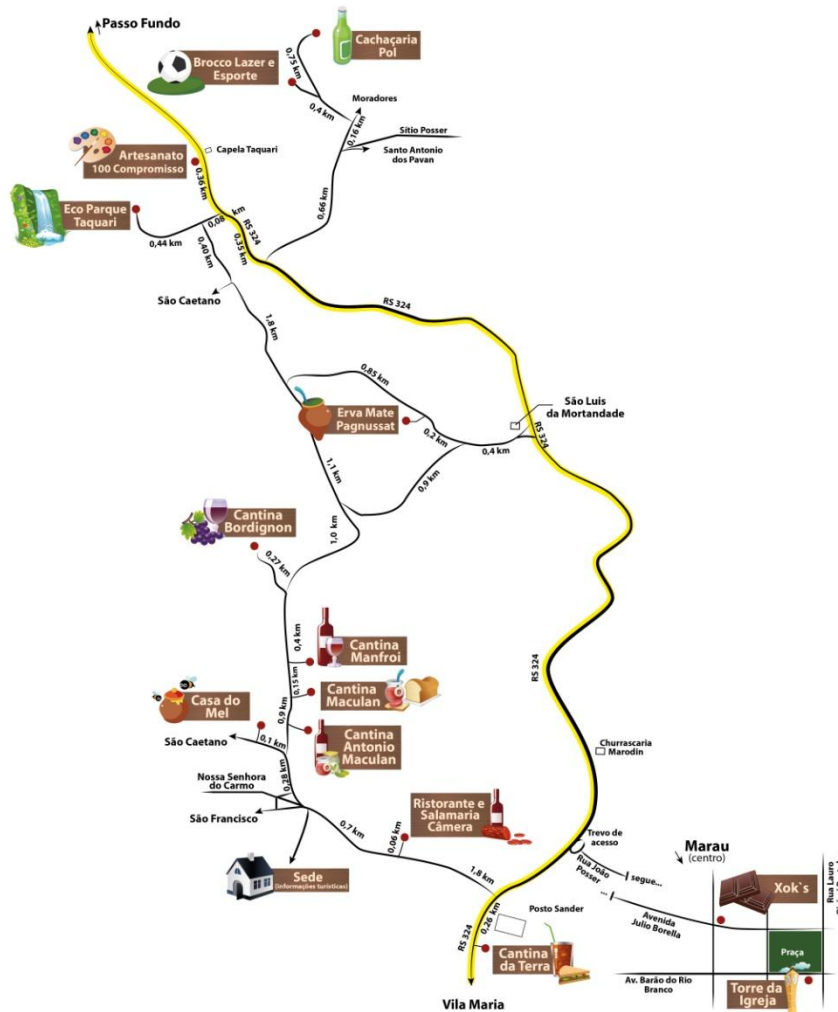 Passo Fundo
Cachaçaria
Pol
0,75 km
Brocco Lazer e
Esporte
0,4 km
Moradores
0,16 km
Sítio Posser
Santo Antonio
dos Pavan
Capela Taquari
Artesanato
100 Compromisso
0,36 km
0,66 km
Eco Parque
Taquari
0,08 km
RS 324
0,35 km
0,44 km
0,40 km
São Caetano
RS 324
1,8 km
0,85 km
São Luis
da Mortandade
Erva Mate
Pagnussat
0,2 km
RS 324
0,4 km
1,1 km
0,9 km
Cantina
Bordignon
1,0 km
0,27 km
0,4 km
Cantina
Manfroi
RS 324
0,15 km
Cantina
Maculan
Casa do
Mel
0,9 km
Cantina
Antonio
Maculan
São Caetano
0,1 km
Churrascaria
Marodin
0,28 km
Nossa Senhora
do Carmo
São Francisco
0,7 km
Ristorante e
Salamaria
Câmera
0,06 km
Trevo de
acesso
Marau
(centro)
Rua João
Posser
segue...
...
Sede
(informações turísticas)
1,8 km
Xok`s
Rua Lauro
Avenida
Julio Borella
Posto Sander
0,26 km
RS 324
Cantina
da Terra
Praça
Av. Barão do Rio
Branco
Torre da
Igreja
Vila Maria